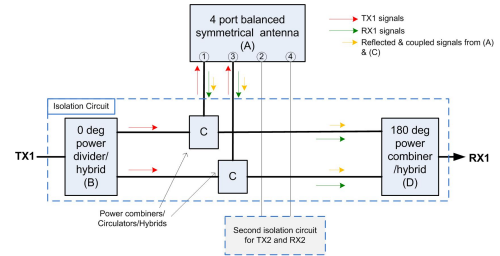 4 port balanced
symmetrical antenna
(A)
1
3
2
4
TX1 signals
RX1 signals
Reflected & coupled signals from (A)
& (C)
Isolation Circuit
TX1
0 deg
power
divider/
hybrid
(B)
C
C
180 deg
power
combiner
/hybrid
(D)
RX1
Power combiners/
Circulators/Hybrids
Second isolation circuit
for TX2 and RX2